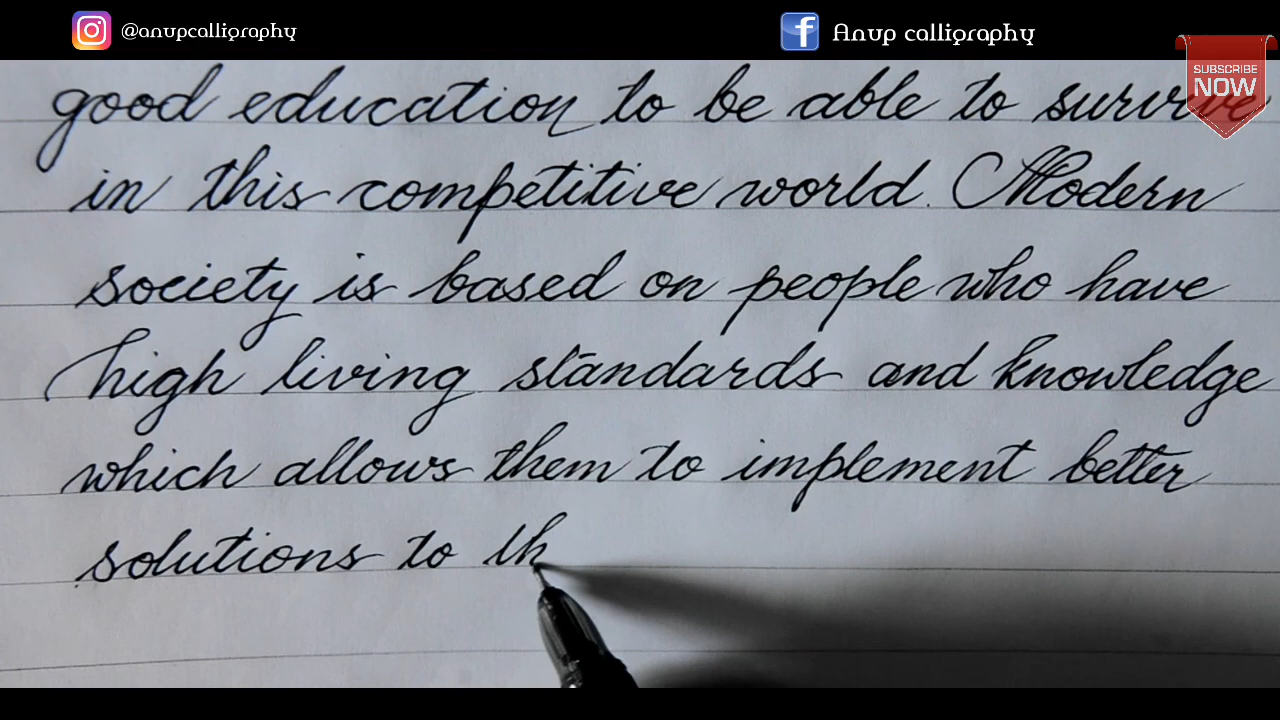 @anupcalligraphy
Anup calligraphy
SUBSCRIBE
NOW
good education to be able to survive
in this competitive world. Modern
society is based on people who have
high living standards and knowledge
which allows them to implement better
solutions to th